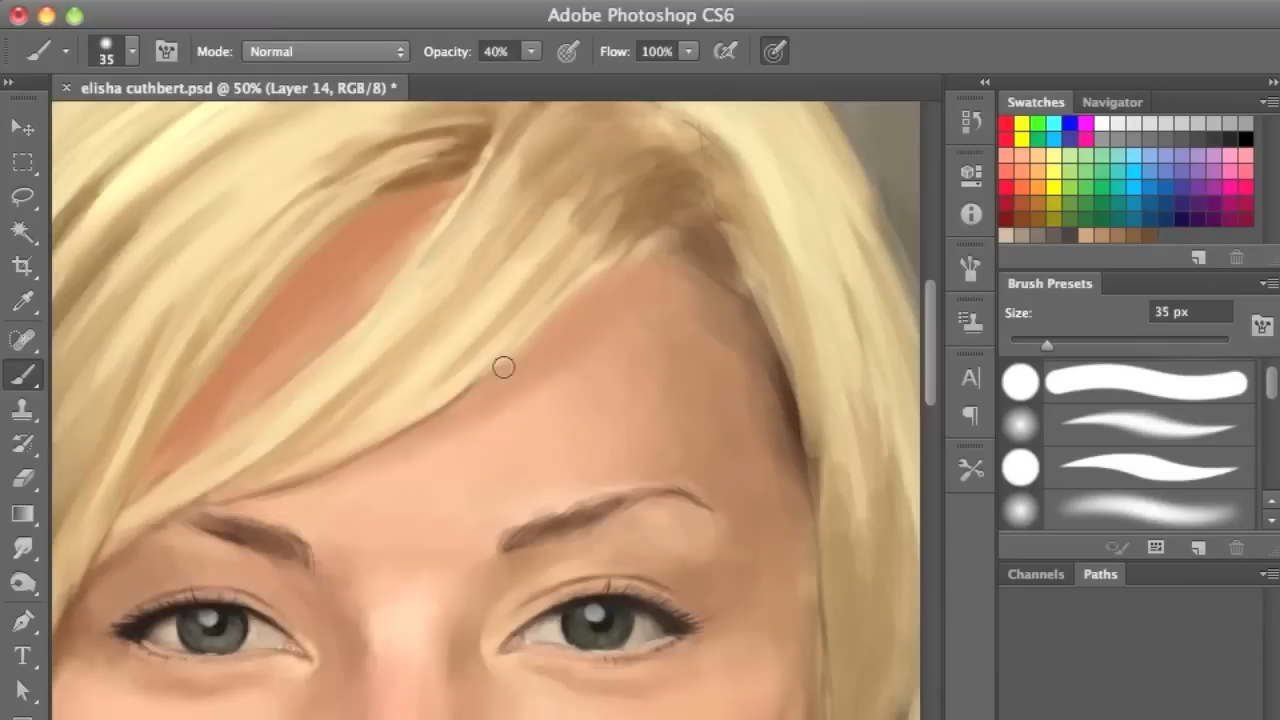 Adobe Photoshop CS6
35
Mode: Normal
Opacity: 40%
Flow: 100%
elisha cuthbert.psd @ 50% (Layer 14, RGB/8) *
Swatches Navigator
Brush Presets
Size: 35 px
A
T
Channels Paths